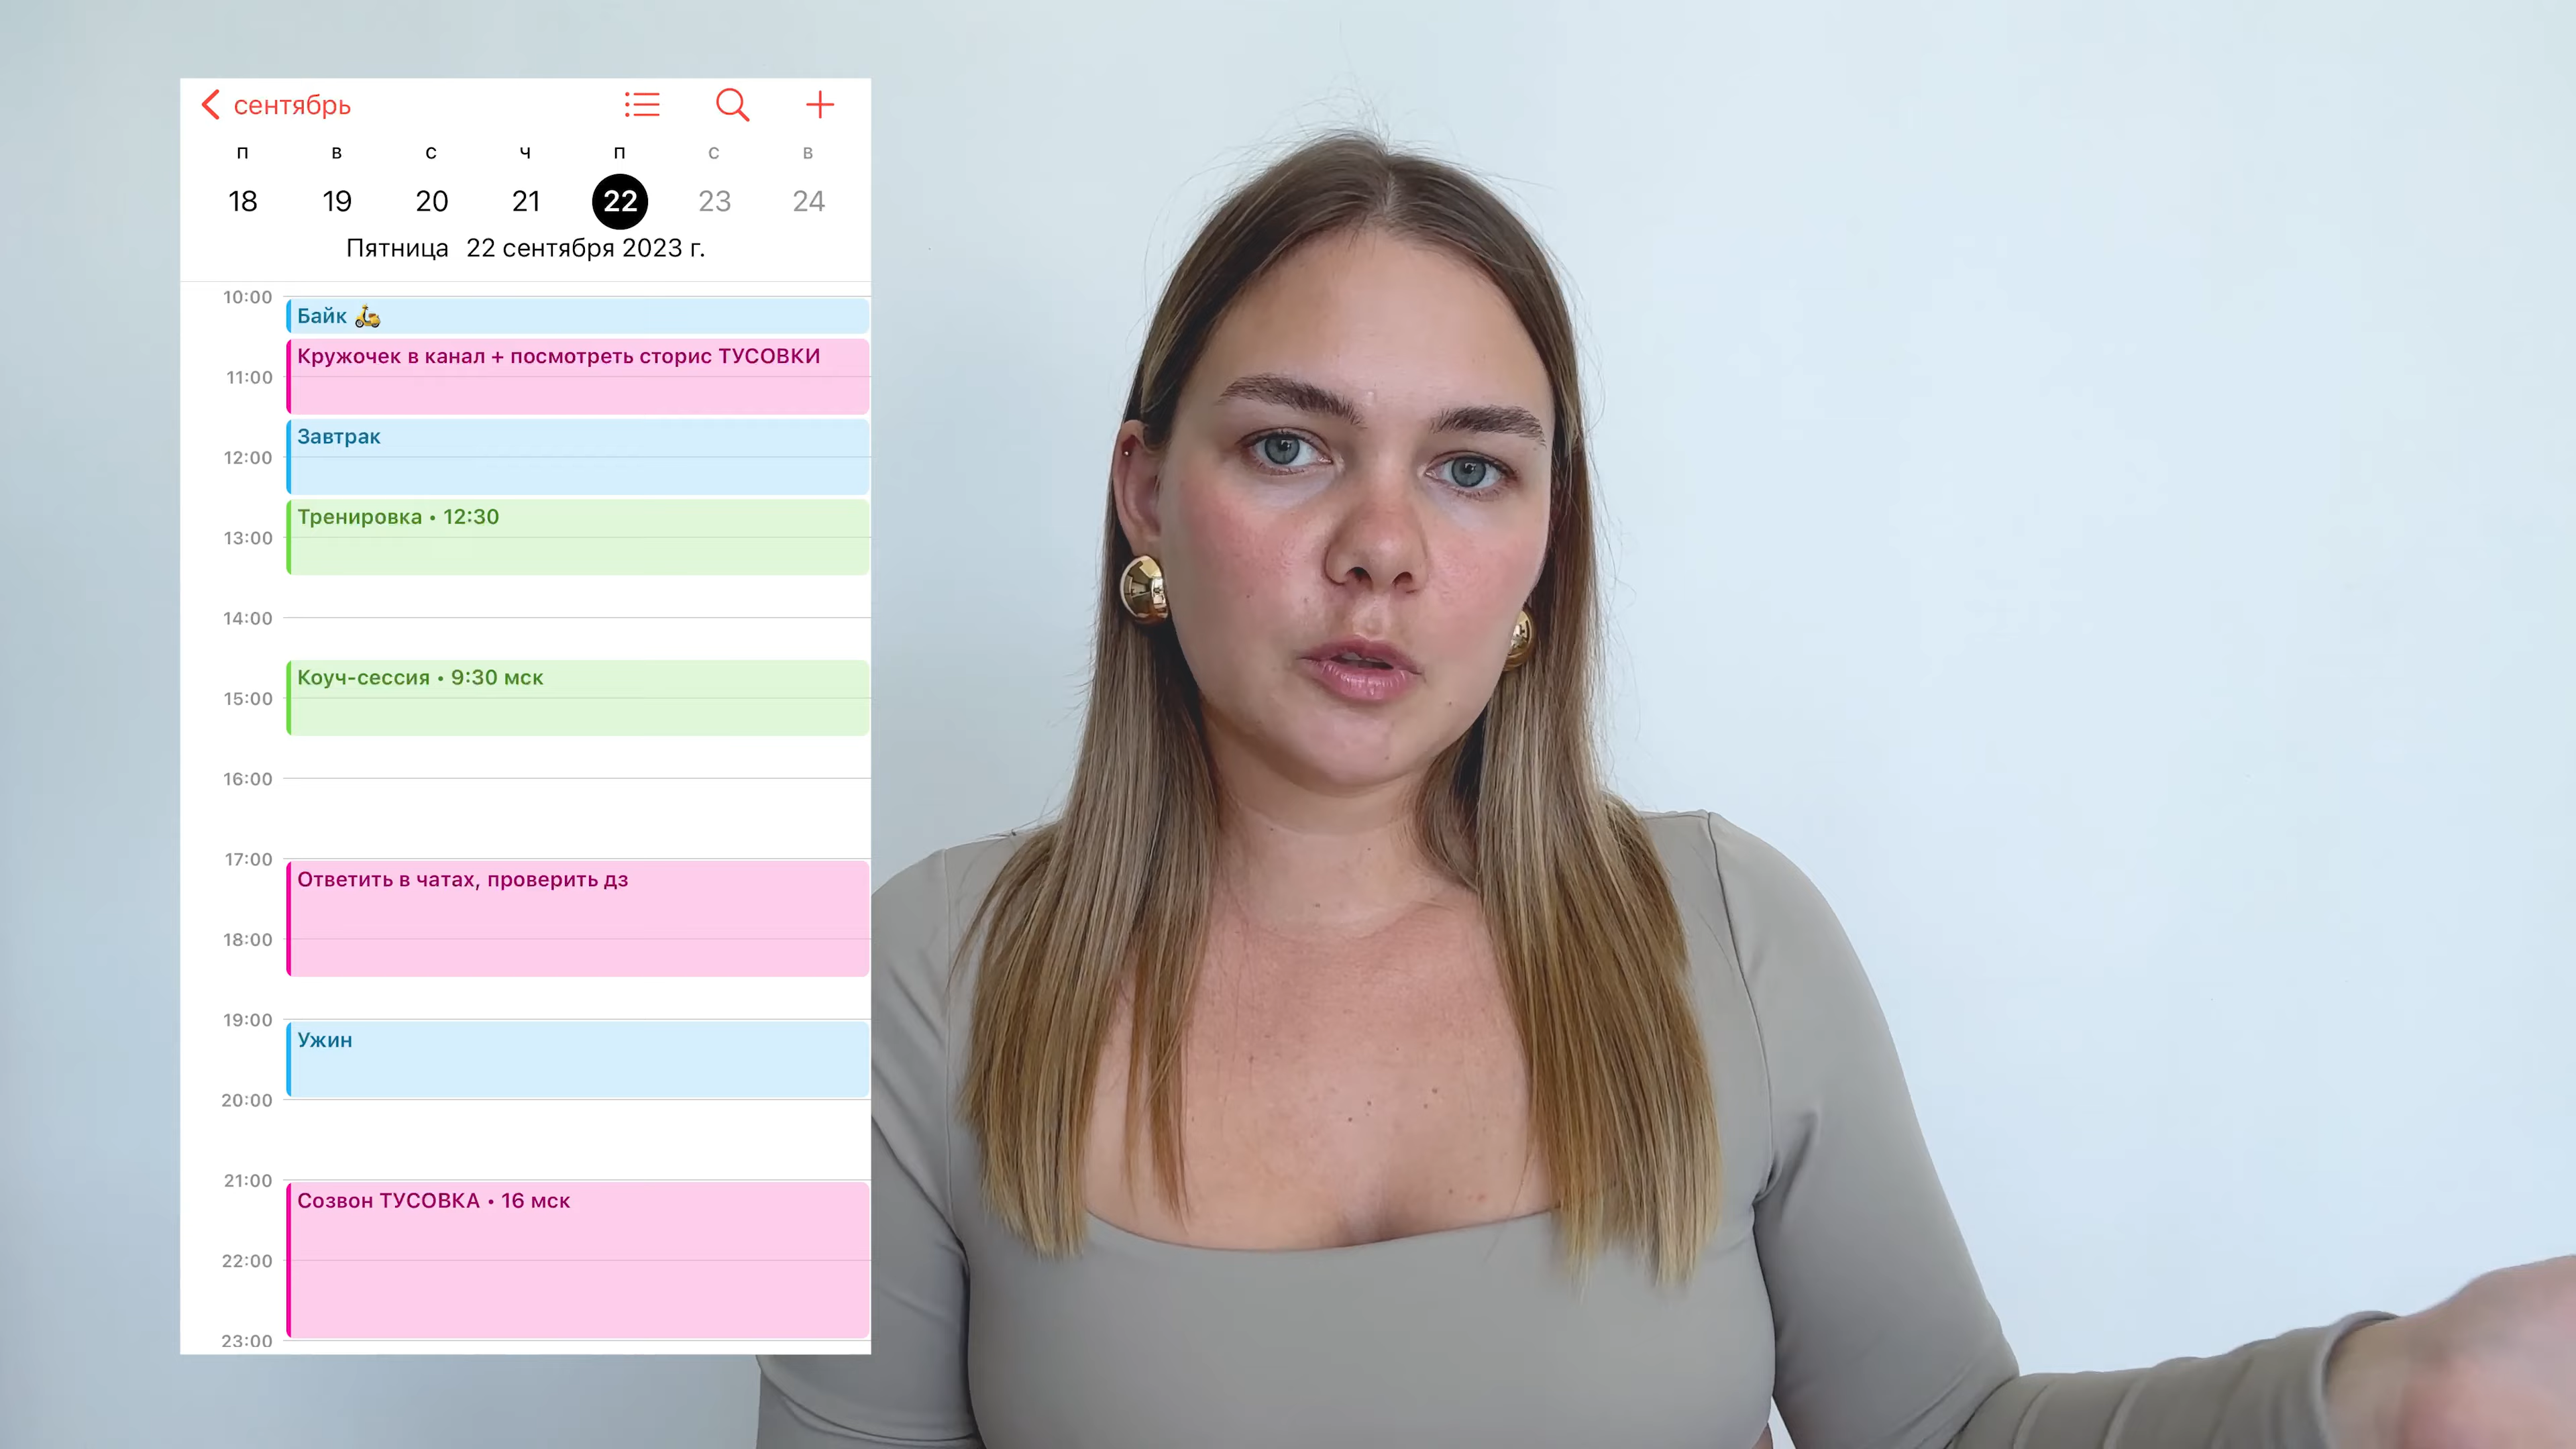 сентябрь
п в с ч п с в
18 19 20 21 22 23 24
Пятница 22 сентября 2023 г.
10:00
Байк
Кружочек в канал + посмотреть сторис ТУСОВКИ
11:00
Завтрак
12:00
Тренировка • 12:30
13:00
14:00
Коуч-сессия • 9:30 мск
15:00
16:00
17:00
Ответить в чатах, проверить дз
18:00
19:00
Ужин
20:00
21:00
Созвон ТУСОВКА • 16 мск
22:00
23:00